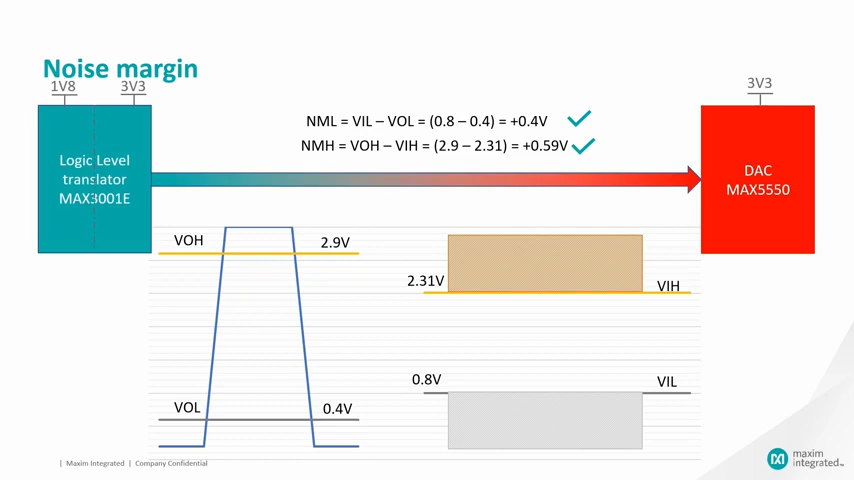 Noise margin
1V8
3V3
3V3
NML = VIL – VOL = (0.8 – 0.4) = +0.4V
NMH = VOH – VIH = (2.9 – 2.31) = +0.59V
Logic Level
translator
MAX3001E
DAC
MAX5550
VOH
2.9V
2.31V
VIH
0.8V
VIL
VOL
0.4V
| Maxim Integrated | Company Confidential
maxim
integrated™